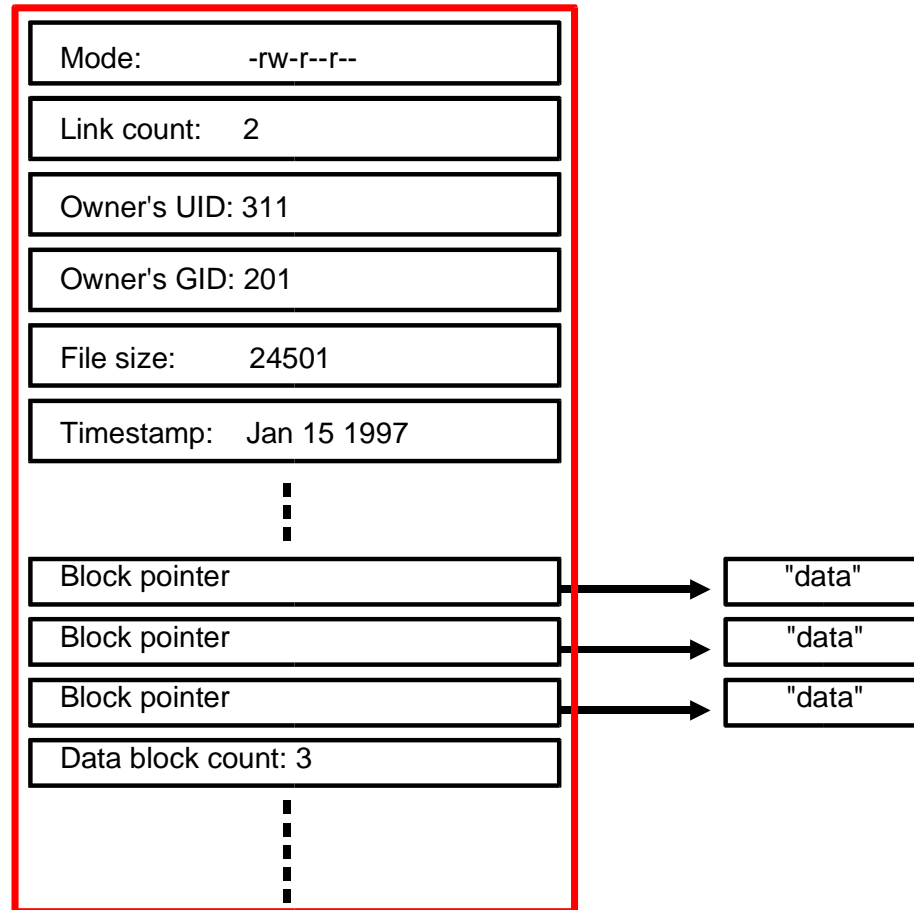 Mode: -rw-r--r--
Link count: 2
Owner's UID: 311
Owner's GID: 201
File size: 24501
Timestamp: Jan 15 1997
Block pointer "data"
Block pointer "data"
Block pointer "data"
Data block count: 3